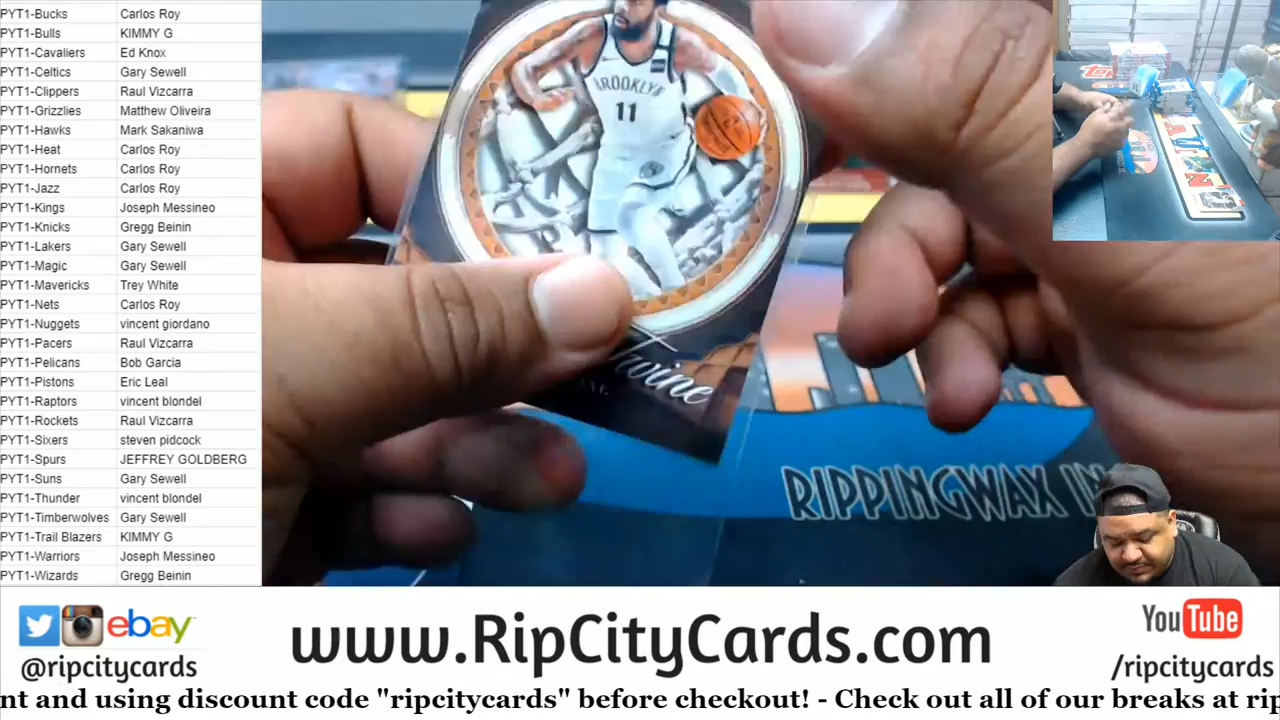 PYT1-Bucks Carlos Roy
PYT1-Bulls KIMMY G
PYT1-Cavaliers Ed Knox
PYT1-Celtics Gary Sewell
PYT1-Clippers Raul Vizcarra
PYT1-Grizzlies Matthew Oliveira
PYT1-Hawks Mark Sakaniwa
PYT1-Heat Carlos Roy
PYT1-Hornets Carlos Roy
PYT1-Jazz Carlos Roy
PYT1-Kings Joseph Messineo
PYT1-Knicks Gregg Beinin
PYT1-Lakers Gary Sewell
PYT1-Magic Gary Sewell
PYT1-Mavericks Trey White
PYT1-Nets Carlos Roy
PYT1-Nuggets vincent giordano
PYT1-Pacers Raul Vizcarra
PYT1-Pelicans Bob Garcia
PYT1-Pistons Eric Leal
PYT1-Raptors vincent blondel
PYT1-Rockets Raul Vizcarra
PYT1-Sixers steven pidcock
PYT1-Spurs JEFFREY GOLDBERG
PYT1-Suns Gary Sewell
PYT1-Thunder vincent blondel
PYT1-Timberwolves Gary Sewell
PYT1-Trail Blazers KIMMY G
PYT1-Warriors Joseph Messineo
PYT1-Wizards Gregg Beinin
BROOKLYN
11
Twine
RIPPINGWAX IN
ebay
@ripcitycards
www.RipCityCards.com
YouTube
/ripcitycards
nt and using discount code "ripcitycards" before checkout! - Check out all of our breaks at rip